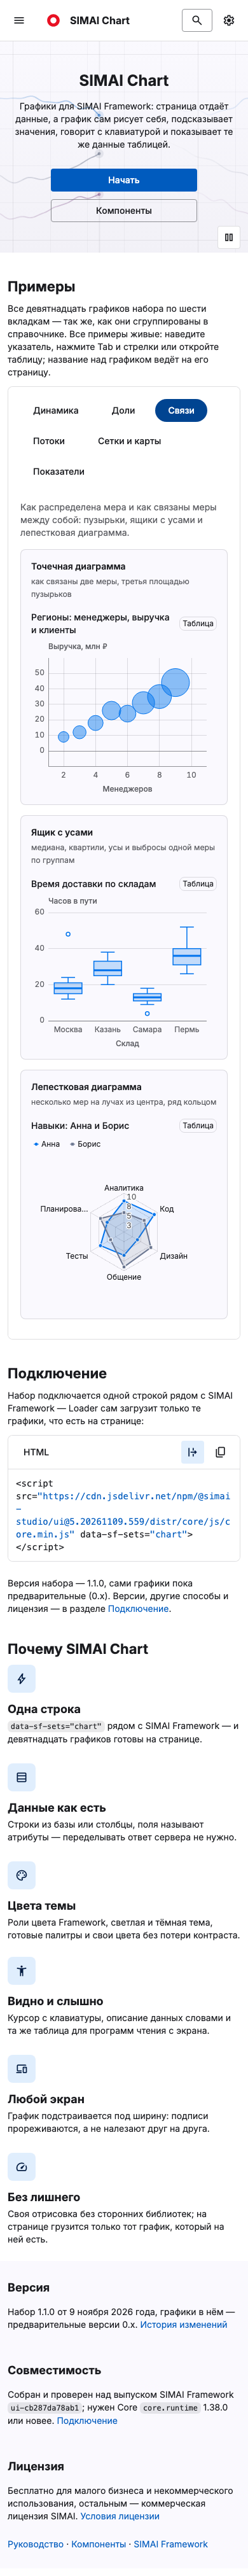 SIMAI Chart
SIMAI Chart
Графики для SIMAI Framework: страница отдаёт
данные, а график сам рисует себя, подсказывает
значения, говорит с клавиатурой и показывает те
же данные таблицей.
Начать
Компоненты
Примеры
Все девятнадцать графиков набора по шести
вкладкам — так же, как они сгруппированы в
справочнике. Все примеры живые: наведите
указатель, нажмите Tab и стрелки или откройте
таблицу; название над графиком ведёт на его
страницу.
Динамика Доли Связи
Потоки Сетки и карты
Показатели
Как распределена мера и как связаны меры
между собой: пузырьки, ящики с усами и
лепестковая диаграмма.
Точечная диаграмма
как связаны две меры, третья площадью
пузырьков
Регионы: менеджеры, выручка
и клиенты
Таблица
Выручка, млн ₽
50
40
30
20
10
0
2 4 6 8 10
Менеджеров
Ящик с усами
медиана, квартили, усы и выбросы одной меры
по группам
Время доставки по складам Таблица
Часов в пути
60
40
20
0
Москва Казань Самара Пермь
Склад
Лепестковая диаграмма
несколько мер на лучах из центра, ряд кольцом
Навыки: Анна и Борис Таблица
Анна Борис
Аналитика
10
8
5
3
Планирова... Код
Тесты Дизайн
Общение
Подключение
Набор подключается одной строкой рядом с SIMAI
Framework — Loader сам загрузит только те
графики, что есть на странице:
HTML
<script
src="https://cdn.jsdelivr.net/npm/@simai
-
studio/ui@5.20261109.559/distr/core/js/c
ore.min.js" data-sf-sets="chart">
</script>
Версия набора — 1.1.0, сами графики пока
предварительные (0.x). Версии, другие способы и
лицензия — в разделе Подключение.
Почему SIMAI Chart
Одна строка
data-sf-sets="chart" рядом с SIMAI Framework — и
девятнадцать графиков готовы на странице.
Данные как есть
Строки из базы или столбцы, поля называют
атрибуты — переделывать ответ сервера не нужно.
Цвета темы
Роли цвета Framework, светлая и тёмная тема,
готовые палитры и свои цвета без потери контраста.
Видно и слышно
Курсор с клавиатуры, описание данных словами и
та же таблица для программ чтения с экрана.
Любой экран
График подстраивается под ширину: подписи
прореживаются, а не налезают друг на друга.
Без лишнего
Своя отрисовка без сторонних библиотек; на
странице грузится только тот график, который на
ней есть.
Версия
Набор 1.1.0 от 9 ноября 2026 года, графики в нём —
предварительные версии 0.x. История изменений
Совместимость
Собран и проверен над выпуском SIMAI Framework
ui-cb287da78ab1; нужен Core core.runtime 1.38.0
или новее. Подключение
Лицензия
Бесплатно для малого бизнеса и некоммерческого
использования, остальным — коммерческая
лицензия SIMAI. Условия лицензии
Руководство · Компоненты · SIMAI Framework